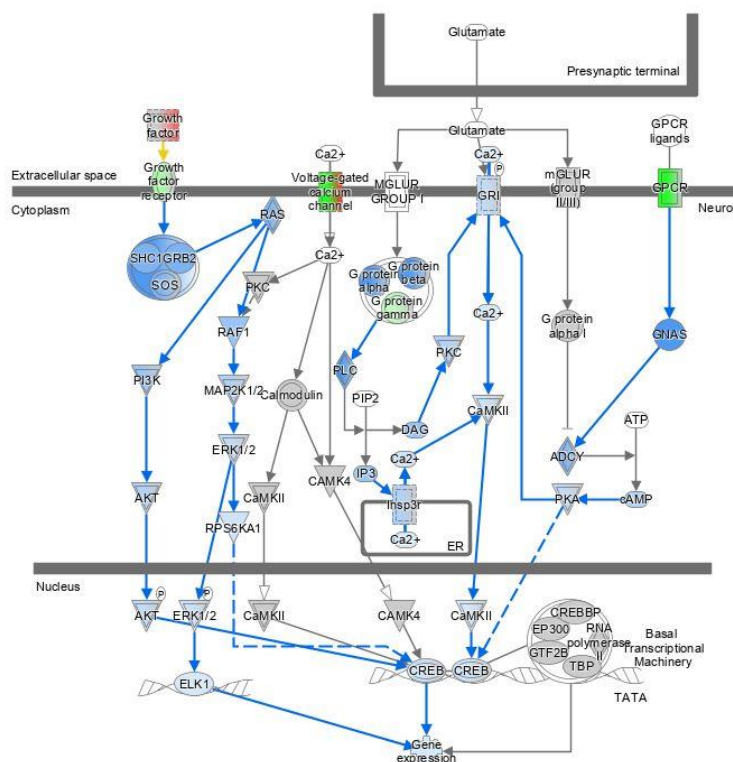 Glutamate
Presynaptic terminal
Growth
factor
Glutamate
GPCR
ligands
Ca2+
Ca2+
P
Extracellular space
Growth
factor
receptor
Voltage-gated
calcium
channel
MGLUR
GROUP I
GRI
mGLUR
(group
II/III)
GPCR
Cytoplasm
Neuro
RAS
SHC1
GRB2
SOS
Ca2+
G protein
alpha
G protein
beta
G protein
gamma
PKC
Ca2+
G protein
alpha I
GNAS
RAF1
PI3K
MAP2K1/2
Calmodulin
PLC
PKC
PIP2
CaMKII
DAG
ATP
ERK1/2
Ca2+
ADCY
IP3
CAMK4
AKT
CaMKII
Insp3r
PKA
cAMP
RPS6KA1
Ca2+
ER
Nucleus
P
P
AKT
ERK1/2
CaMKII
CAMK4
CaMKII
CREBBP
EP300
RNA
polymerase
II
GTF2B
TBP
Basal
Transcriptional
Machinery
CREB
CREB
ELK1
TATA
Gene
expression